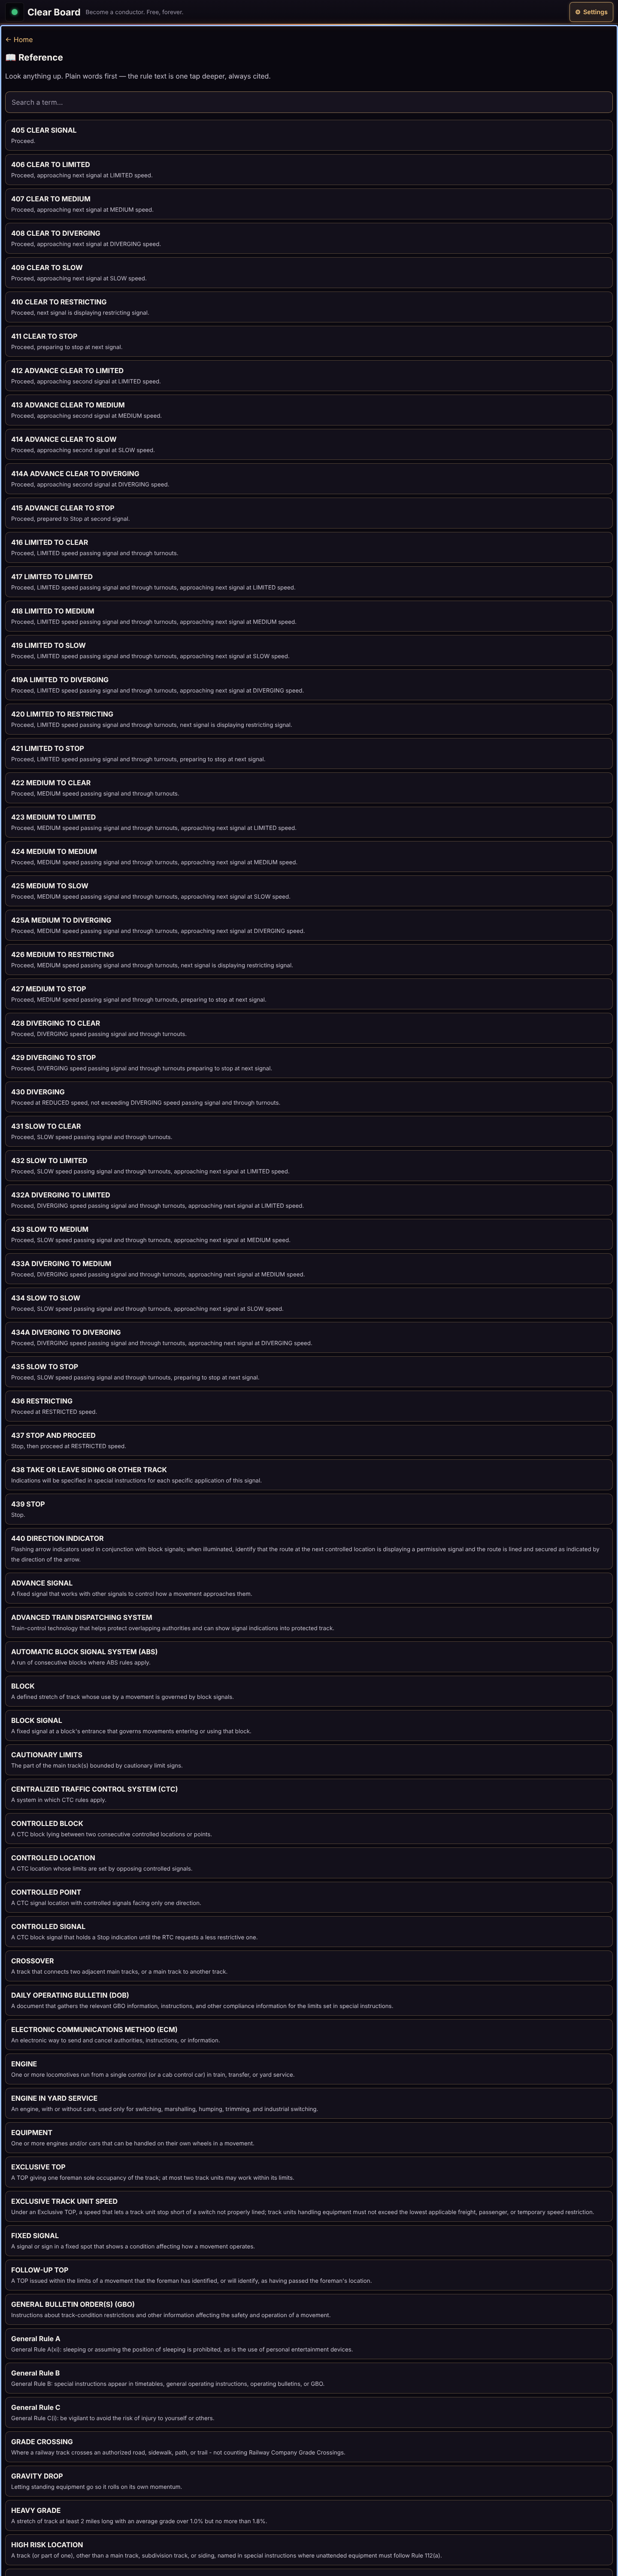 Clear Board
Become a conductor. Free, forever.
⚙ Settings
← Home
📖 Reference
Look anything up. Plain words first — the rule text is one tap deeper, always cited.
Search a term...
405 CLEAR SIGNAL
Proceed.
406 CLEAR TO LIMITED
Proceed, approaching next signal at LIMITED speed.
407 CLEAR TO MEDIUM
Proceed, approaching next signal at MEDIUM speed.
408 CLEAR TO DIVERGING
Proceed, approaching next signal at DIVERGING speed.
409 CLEAR TO SLOW
Proceed, approaching next signal at SLOW speed.
410 CLEAR TO RESTRICTING
Proceed, next signal is displaying restricting signal.
411 CLEAR TO STOP
Proceed, preparing to stop at next signal.
412 ADVANCE CLEAR TO LIMITED
Proceed, approaching second signal at LIMITED speed.
413 ADVANCE CLEAR TO MEDIUM
Proceed, approaching second signal at MEDIUM speed.
414 ADVANCE CLEAR TO SLOW
Proceed, approaching second signal at SLOW speed.
414A ADVANCE CLEAR TO DIVERGING
Proceed, approaching second signal at DIVERGING speed.
415 ADVANCE CLEAR TO STOP
Proceed, prepared to Stop at second signal.
416 LIMITED TO CLEAR
Proceed, LIMITED speed passing signal and through turnouts.
417 LIMITED TO LIMITED
Proceed, LIMITED speed passing signal and through turnouts, approaching next signal at LIMITED speed.
418 LIMITED TO MEDIUM
Proceed, LIMITED speed passing signal and through turnouts, approaching next signal at MEDIUM speed.
419 LIMITED TO SLOW
Proceed, LIMITED speed passing signal and through turnouts, approaching next signal at SLOW speed.
419A LIMITED TO DIVERGING
Proceed, LIMITED speed passing signal and through turnouts, approaching next signal at DIVERGING speed.
420 LIMITED TO RESTRICTING
Proceed, LIMITED speed passing signal and through turnouts, next signal is displaying restricting signal.
421 LIMITED TO STOP
Proceed, LIMITED speed passing signal and through turnouts, preparing to stop at next signal.
422 MEDIUM TO CLEAR
Proceed, MEDIUM speed passing signal and through turnouts.
423 MEDIUM TO LIMITED
Proceed, MEDIUM speed passing signal and through turnouts, approaching next signal at LIMITED speed.
424 MEDIUM TO MEDIUM
Proceed, MEDIUM speed passing signal and through turnouts, approaching next signal at MEDIUM speed.
425 MEDIUM TO SLOW
Proceed, MEDIUM speed passing signal and through turnouts, approaching next signal at SLOW speed.
425A MEDIUM TO DIVERGING
Proceed, MEDIUM speed passing signal and through turnouts, approaching next signal at DIVERGING speed.
426 MEDIUM TO RESTRICTING
Proceed, MEDIUM speed passing signal and through turnouts, next signal is displaying restricting signal.
427 MEDIUM TO STOP
Proceed, MEDIUM speed passing signal and through turnouts, preparing to stop at next signal.
428 DIVERGING TO CLEAR
Proceed, DIVERGING speed passing signal and through turnouts.
429 DIVERGING TO STOP
Proceed, DIVERGING speed passing signal and through turnouts preparing to stop at next signal.
430 DIVERGING
Proceed at REDUCED speed, not exceeding DIVERGING speed passing signal and through turnouts.
431 SLOW TO CLEAR
Proceed, SLOW speed passing signal and through turnouts.
432 SLOW TO LIMITED
Proceed, SLOW speed passing signal and through turnouts, approaching next signal at LIMITED speed.
432A DIVERGING TO LIMITED
Proceed, DIVERGING speed passing signal and through turnouts, approaching next signal at LIMITED speed.
433 SLOW TO MEDIUM
Proceed, SLOW speed passing signal and through turnouts, approaching next signal at MEDIUM speed.
433A DIVERGING TO MEDIUM
Proceed, DIVERGING speed passing signal and through turnouts, approaching next signal at MEDIUM speed.
434 SLOW TO SLOW
Proceed, SLOW speed passing signal and through turnouts, approaching next signal at SLOW speed.
434A DIVERGING TO DIVERGING
Proceed, DIVERGING speed passing signal and through turnouts, approaching next signal at DIVERGING speed.
435 SLOW TO STOP
Proceed, SLOW speed passing signal and through turnouts, preparing to stop at next signal.
436 RESTRICTING
Proceed at RESTRICTED speed.
437 STOP AND PROCEED
Stop, then proceed at RESTRICTED speed.
438 TAKE OR LEAVE SIDING OR OTHER TRACK
Indications will be specified in special instructions for each specific application of this signal.
439 STOP
Stop.
440 DIRECTION INDICATOR
Flashing arrow indicators used in conjunction with block signals; when illuminated, identify that the route at the next controlled location is displaying a permissive signal and the route is lined and secured as indicated by
the direction of the arrow.
ADVANCE SIGNAL
A fixed signal that works with other signals to control how a movement approaches them.
ADVANCED TRAIN DISPATCHING SYSTEM
Train-control technology that helps protect overlapping authorities and can show signal indications into protected track.
AUTOMATIC BLOCK SIGNAL SYSTEM (ABS)
A run of consecutive blocks where ABS rules apply.
BLOCK
A defined stretch of track whose use by a movement is governed by block signals.
BLOCK SIGNAL
A fixed signal at a block's entrance that governs movements entering or using that block.
CAUTIONARY LIMITS
The part of the main track(s) bounded by cautionary limit signs.
CENTRALIZED TRAFFIC CONTROL SYSTEM (CTC)
A system in which CTC rules apply.
CONTROLLED BLOCK
A CTC block lying between two consecutive controlled locations or points.
CONTROLLED LOCATION
A CTC location whose limits are set by opposing controlled signals.
CONTROLLED POINT
A CTC signal location with controlled signals facing only one direction.
CONTROLLED SIGNAL
A CTC block signal that holds a Stop indication until the RTC requests a less restrictive one.
CROSSOVER
A track that connects two adjacent main tracks, or a main track to another track.
DAILY OPERATING BULLETIN (DOB)
A document that gathers the relevant GBO information, instructions, and other compliance information for the limits set in special instructions.
ELECTRONIC COMMUNICATIONS METHOD (ECM)
An electronic way to send and cancel authorities, instructions, or information.
ENGINE
One or more locomotives run from a single control (or a cab control car) in train, transfer, or yard service.
ENGINE IN YARD SERVICE
An engine, with or without cars, used only for switching, marshalling, humping, trimming, and industrial switching.
EQUIPMENT
One or more engines and/or cars that can be handled on their own wheels in a movement.
EXCLUSIVE TOP
A TOP giving one foreman sole occupancy of the track; at most two track units may work within its limits.
EXCLUSIVE TRACK UNIT SPEED
Under an Exclusive TOP, a speed that lets a track unit stop short of a switch not properly lined; track units handling equipment must not exceed the lowest applicable freight, passenger, or temporary speed restriction.
FIXED SIGNAL
A signal or sign in a fixed spot that shows a condition affecting how a movement operates.
FOLLOW-UP TOP
A TOP issued within the limits of a movement that the foreman has identified, or will identify, as having passed the foreman's location.
GENERAL BULLETIN ORDER(S) (GBO)
Instructions about track-condition restrictions and other information affecting the safety and operation of a movement.
General Rule A
General Rule A(xi): sleeping or assuming the position of sleeping is prohibited, as is the use of personal entertainment devices.
General Rule B
General Rule B: special instructions appear in timetables, general operating instructions, operating bulletins, or GBO.
General Rule C
General Rule C(i): be vigilant to avoid the risk of injury to yourself or others.
GRADE CROSSING
Where a railway track crosses an authorized road, sidewalk, path, or trail - not counting Railway Company Grade Crossings.
GRAVITY DROP
Letting standing equipment go so it rolls on its own momentum.
HEAVY GRADE
A stretch of track at least 2 miles long with an average grade over 1.0% but no more than 1.8%.
HIGH RISK LOCATION
A track (or part of one), other than a main track, subdivision track, or siding, named in special instructions where unattended equipment must follow Rule 112(a).